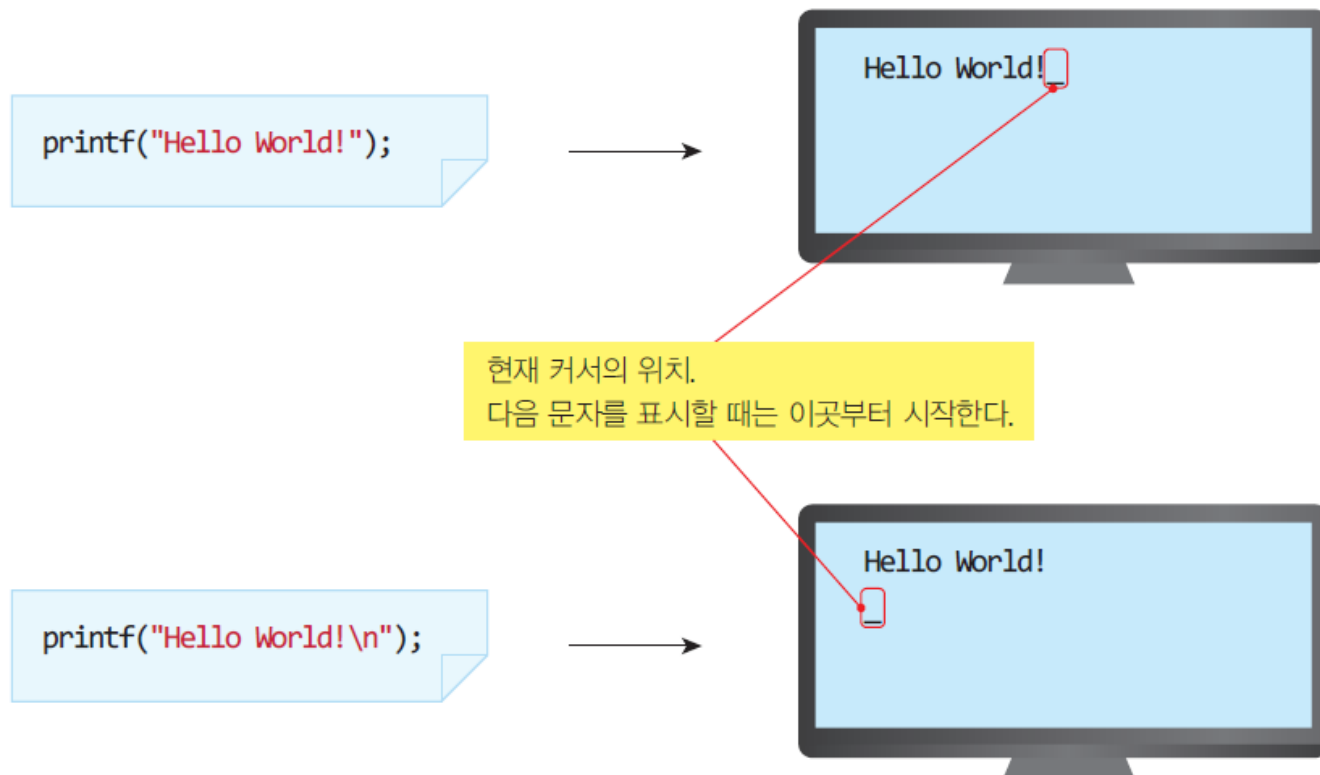 Hello World!_
printf("Hello World!");
현재 커서의 위치.
다음 문자를 표시할 때는 이곳부터 시작한다.
Hello World!
_
printf("Hello World!\n");